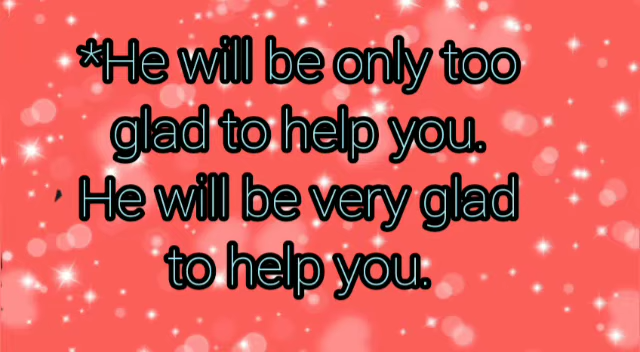 *He will be only too
glad to help you.
He will be very glad
to help you.